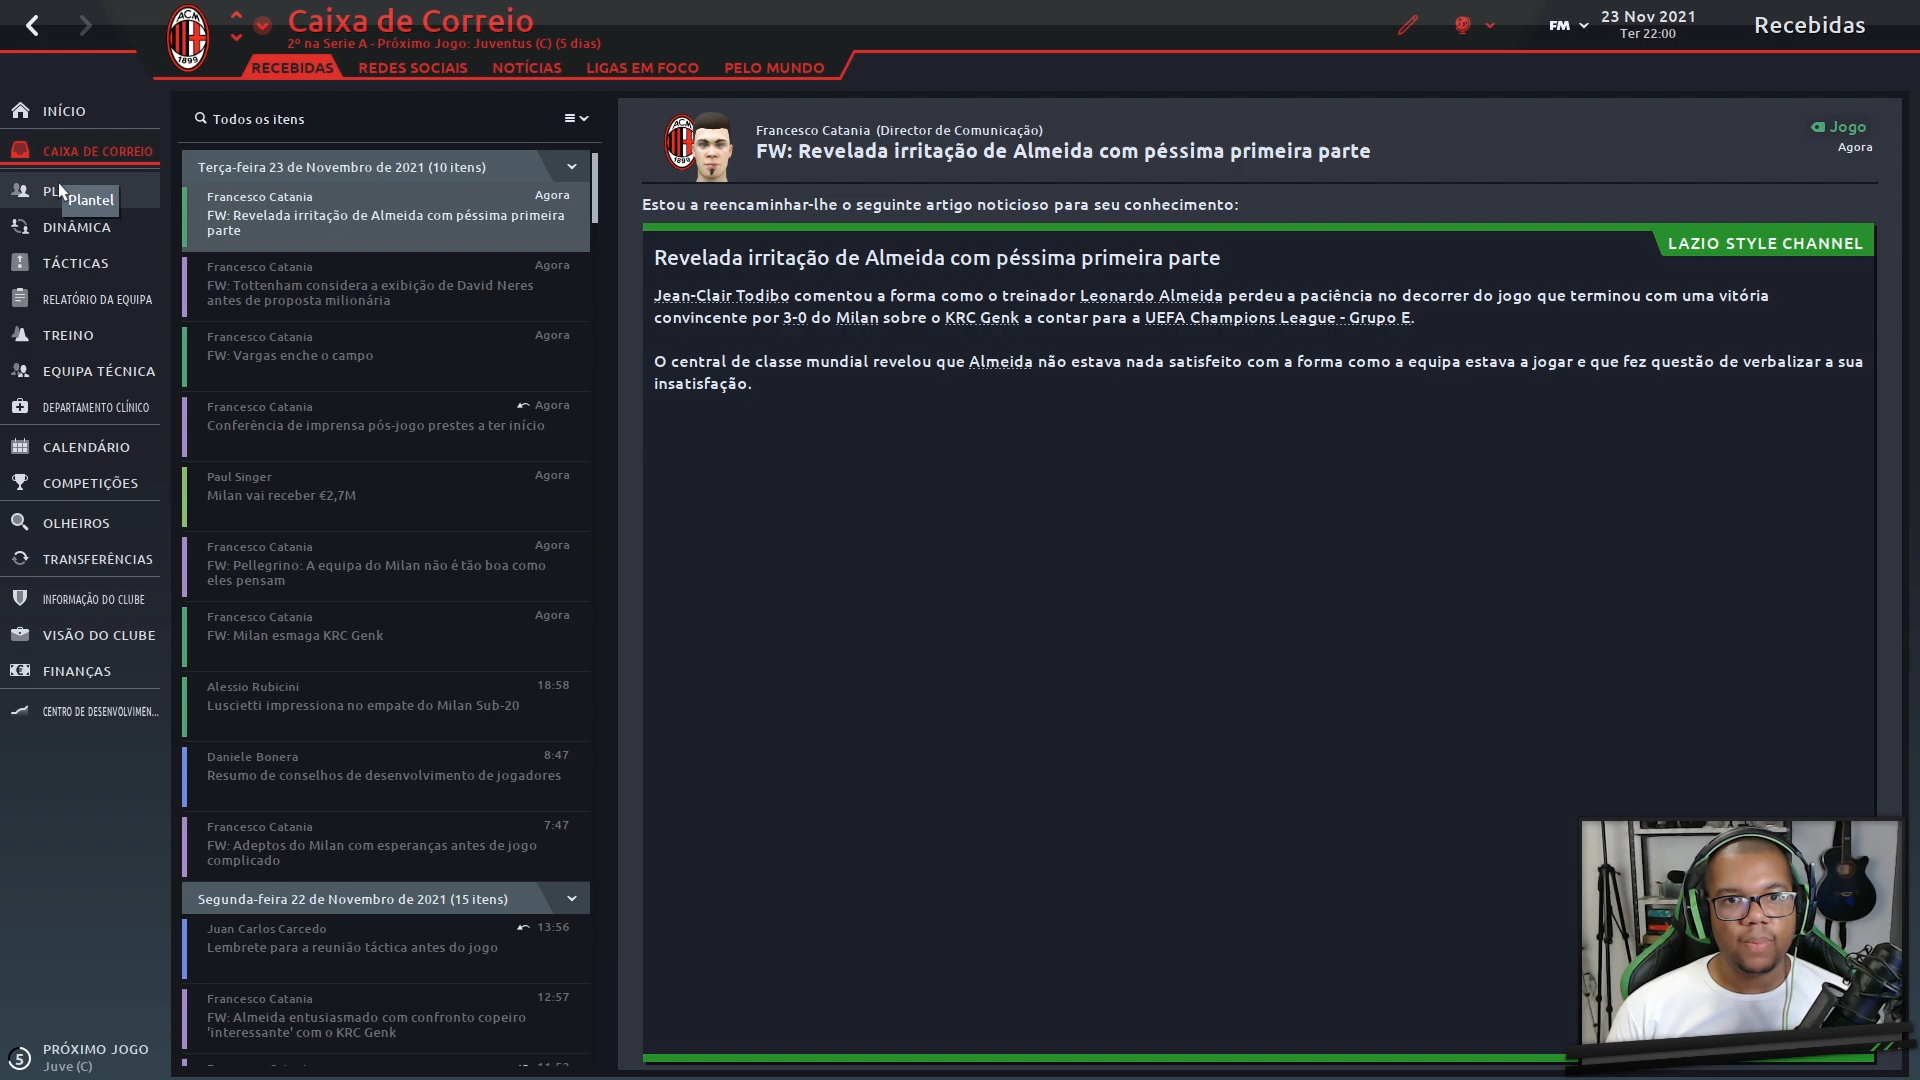 Caixa de Correio
2º na Serie A - Próximo Jogo: Juventus (C) (5 dias)
FM
23 Nov 2021
Ter 22:00
Recebidas
RECEBIDAS
REDES SOCIAIS
NOTÍCIAS
LIGAS EM FOCO
PELO MUNDO
ACM
1899
INÍCIO
CAIXA DE CORREIO
PL
Plantel
DINÂMICA
TÁCTICAS
RELATÓRIO DA EQUIPA
TREINO
EQUIPA TÉCNICA
DEPARTAMENTO CLÍNICO
CALENDÁRIO
COMPETIÇÕES
OLHEIROS
TRANSFERÊNCIAS
INFORMAÇÃO DO CLUBE
VISÃO DO CLUBE
FINANÇAS
CENTRO DE DESENVOLVIMEN...
5
PRÓXIMO JOGO
Juve (C)
Todos os itens
Terça-feira 23 de Novembro de 2021 (10 itens)
Francesco Catania
Agora
FW: Revelada irritação de Almeida com péssima primeira
parte
Francesco Catania
Agora
FW: Tottenham considera a exibição de David Neres
antes de proposta milionária
Francesco Catania
Agora
FW: Vargas enche o campo
Francesco Catania
Agora
Conferência de imprensa pós-jogo prestes a ter início
Paul Singer
Agora
Milan vai receber €2,7M
Francesco Catania
Agora
FW: Pellegrino: A equipa do Milan não é tão boa como
eles pensam
Francesco Catania
Agora
FW: Milan esmaga KRC Genk
Alessio Rubicini
18:58
Luscietti impressiona no empate do Milan Sub-20
Daniele Bonera
8:47
Resumo de conselhos de desenvolvimento de jogadores
Francesco Catania
7:47
FW: Adeptos do Milan com esperanças antes de jogo
complicado
Segunda-feira 22 de Novembro de 2021 (15 itens)
Juan Carlos Carcedo
13:56
Lembrete para a reunião táctica antes do jogo
Francesco Catania
12:57
FW: Almeida entusiasmado com confronto copeiro
'interessante' com o KRC Genk
Francesco Catania (Director de Comunicação)
FW: Revelada irritação de Almeida com péssima primeira parte
Jogo
Agora
Estou a reencaminhar-lhe o seguinte artigo noticioso para seu conhecimento:
LAZIO STYLE CHANNEL
Revelada irritação de Almeida com péssima primeira parte
Jean-Clair Todibo comentou a forma como o treinador Leonardo Almeida perdeu a paciência no decorrer do jogo que terminou com uma vitória
convincente por 3-0 do Milan sobre o KRC Genk a contar para a UEFA Champions League - Grupo E.
O central de classe mundial revelou que Almeida não estava nada satisfeito com a forma como a equipa estava a jogar e que fez questão de verbalizar a sua
insatisfação.